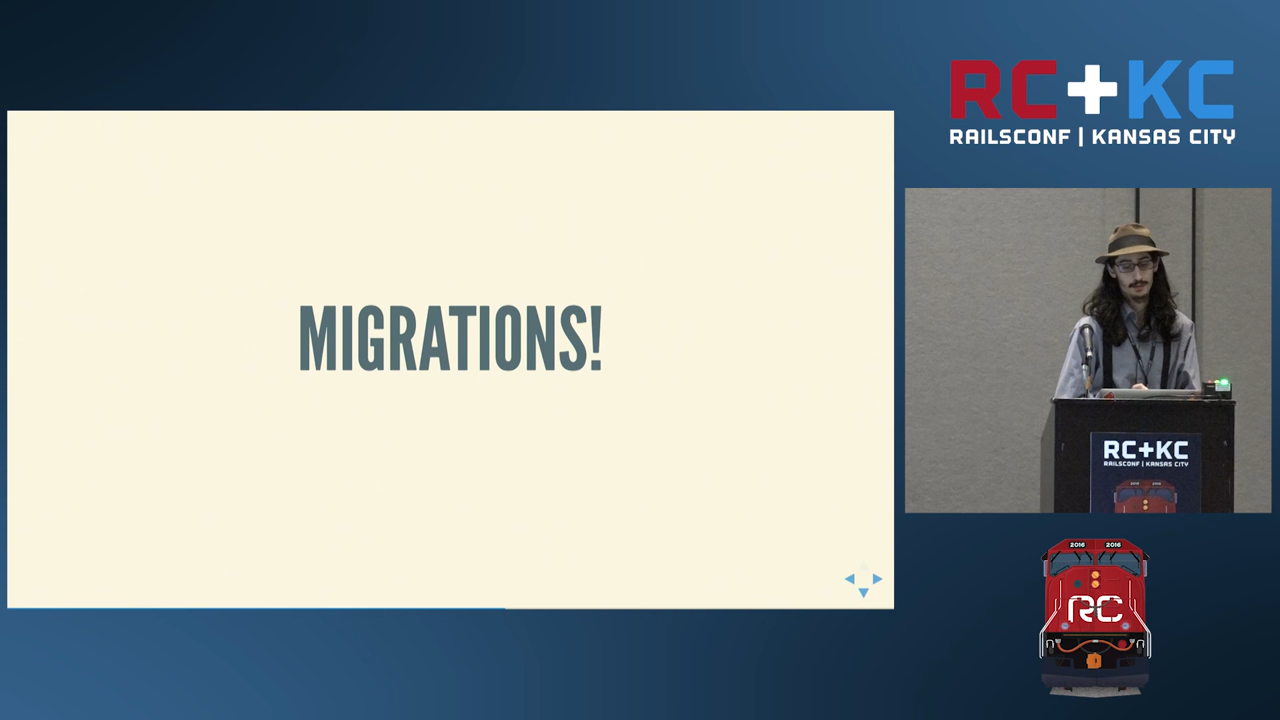 MIGRATIONS!
RC+KC
RAILSCONF | KANSAS CITY
RC+KC
RAILSCONF | KANSAS CITY
2016 2016
RC